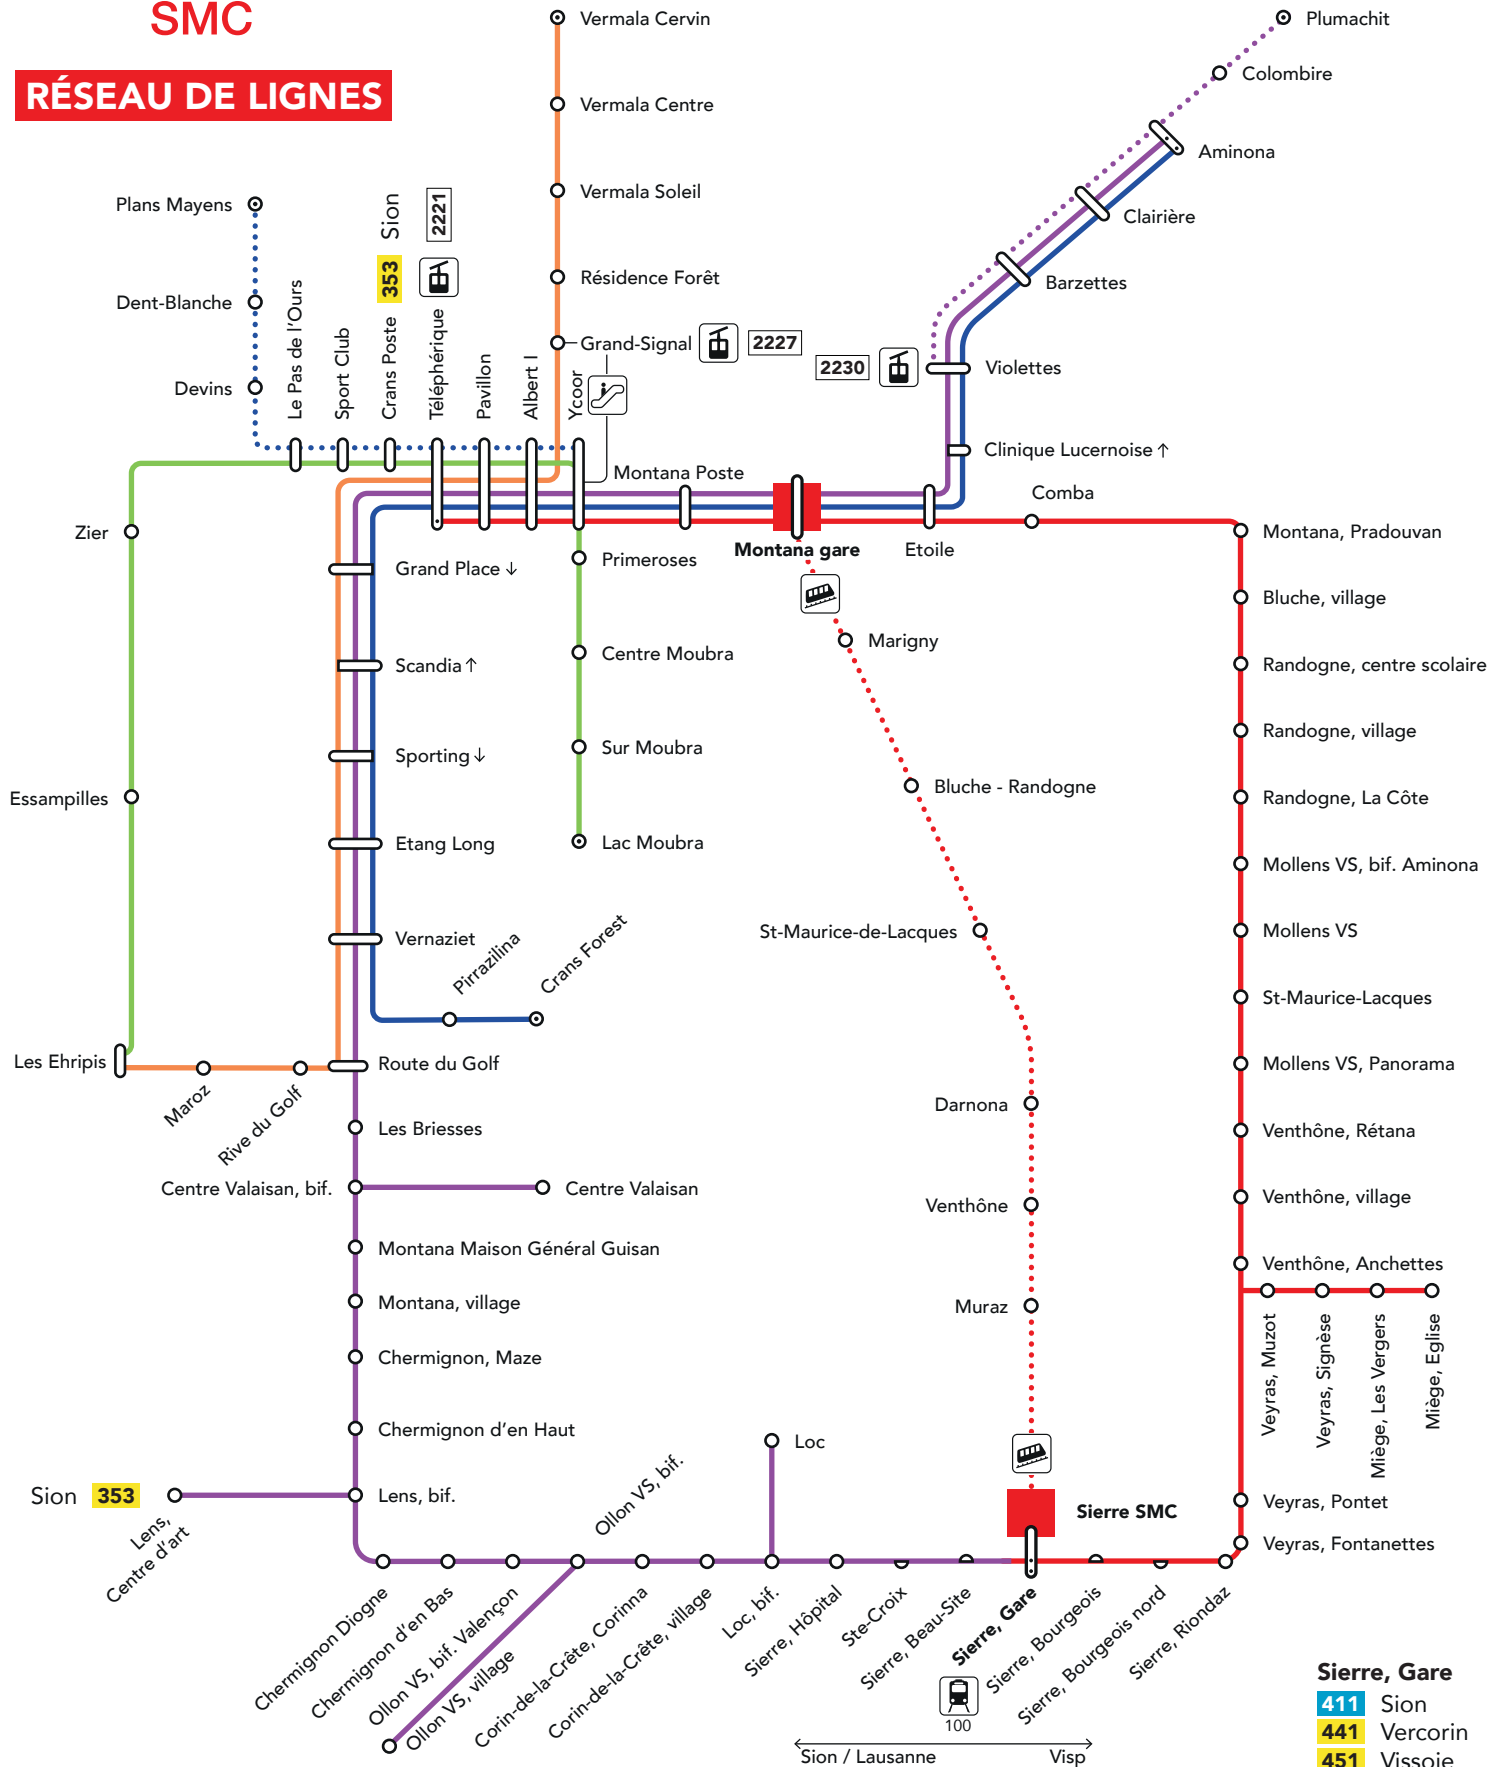 SMC
RÉSEAU DE LIGNES
Vermala Cervin
Vermala Centre
Vermala Soleil
Résidence Forêt
Grand-Signal
2227
Plumachit
Colombire
Aminona
Clairière
Barzettes
2230
Violettes
Clinique Lucernoise ↑
Plans Mayens
Dent-Blanche
Devins
Le Pas de l'Ours
Sport Club
Crans Poste
353
Sion
Téléphérique
2221
Pavillon
Albert I
Ycoor
Montana Poste
Montana gare
Etoile
Comba
Zier
Essampilles
Les Ehripis
Maroz
Rive du Golf
Grand Place ↓
Scandia ↑
Sporting ↓
Etang Long
Vernaziet
Pirrazilina
Crans Forest
Route du Golf
Les Briesses
Centre Valaisan, bif.
Centre Valaisan
Montana Maison Général Guisan
Montana, village
Chermignon, Maze
Chermignon d'en Haut
Sion 353
Lens,
Centre d'art
Lens, bif.
Primeroses
Centre Moubra
Sur Moubra
Lac Moubra
Marigny
Bluche - Randogne
St-Maurice-de-Lacques
Darnona
Venthône
Muraz
Sierre SMC
Montana, Pradouvan
Bluche, village
Randogne, centre scolaire
Randogne, village
Randogne, La Côte
Mollens VS, bif. Aminona
Mollens VS
St-Maurice-Lacques
Mollens VS, Panorama
Venthône, Rétana
Venthône, village
Venthône, Anchettes
Veyras, Muzot
Veyras, Signèse
Miège, Les Vergers
Miège, Eglise
Veyras, Pontet
Veyras, Fontanettes
Chermignon Diogne
Chermignon d'en Bas
Ollon VS, bif. Valençon
Ollon VS, village
Ollon VS, bif.
Corin-de-la-Crête, Corinna
Corin-de-la-Crête, village
Loc
Loc, bif.
Sierre, Hôpital
Ste-Croix
Sierre, Beau-Site
Sierre, Gare
Sierre, Bourgeois
Sierre, Bourgeois nord
Sierre, Riondaz
100
Sion / Lausanne
Visp
Sierre, Gare
411 Sion
441 Vercorin
451 Vissoie